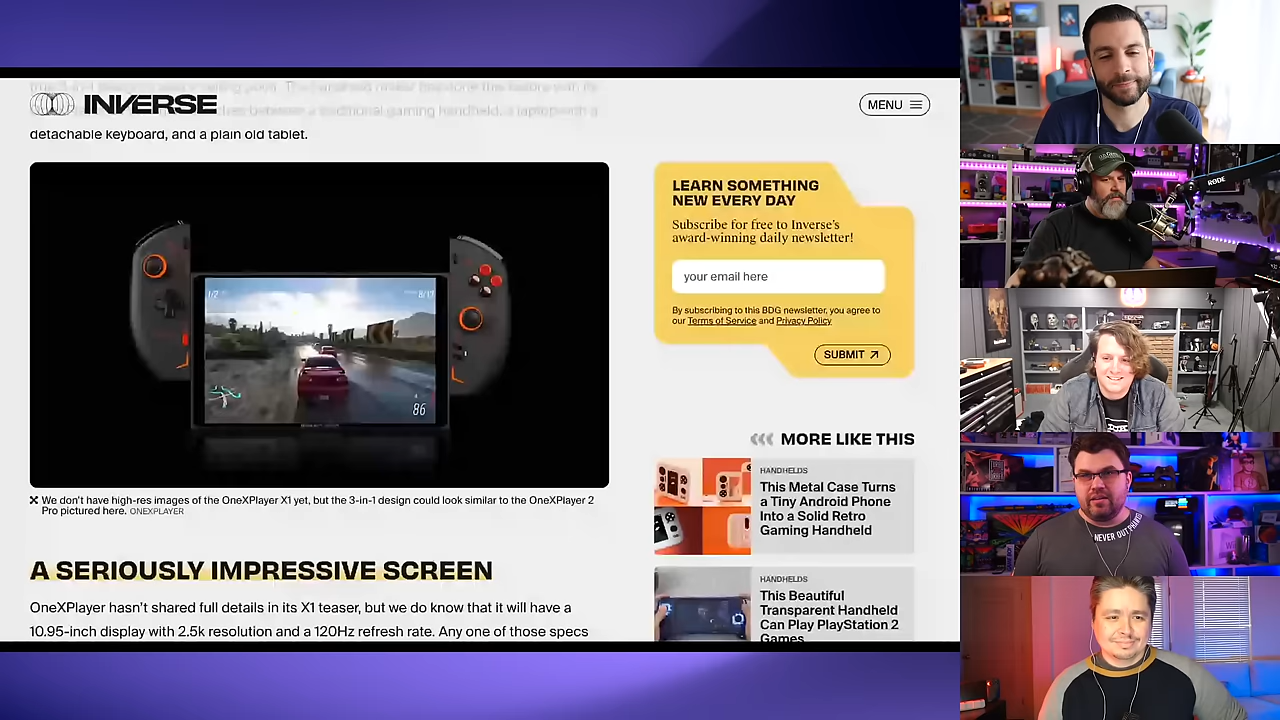 INVERSE
MENU
detachable keyboard, and a plain old tablet.
1/7
8/17
86
We don't have high-res images of the OneXPlayer X1 yet, but the 3-in-1 design could look similar to the OneXPlayer 2
Pro pictured here. ONEXPLAYER
A SERIOUSLY IMPRESSIVE SCREEN
OneXPlayer hasn't shared full details in its X1 teaser, but we do know that it will have a
10.95-inch display with 2.5k resolution and a 120Hz refresh rate. Any one of those specs
LEARN SOMETHING
NEW EVERY DAY
Subscribe for free to Inverse's
award-winning daily newsletter!
your email here
By subscribing to this BDG newsletter, you agree to
our Terms of Service and Privacy Policy
SUBMIT
MORE LIKE THIS
HANDHELDS
This Metal Case Turns
a Tiny Android Phone
Into a Solid Retro
Gaming Handheld
HANDHELDS
This Beautiful
Transparent Handheld
Can Play PlayStation 2
Games
RODE
NEVER OUT